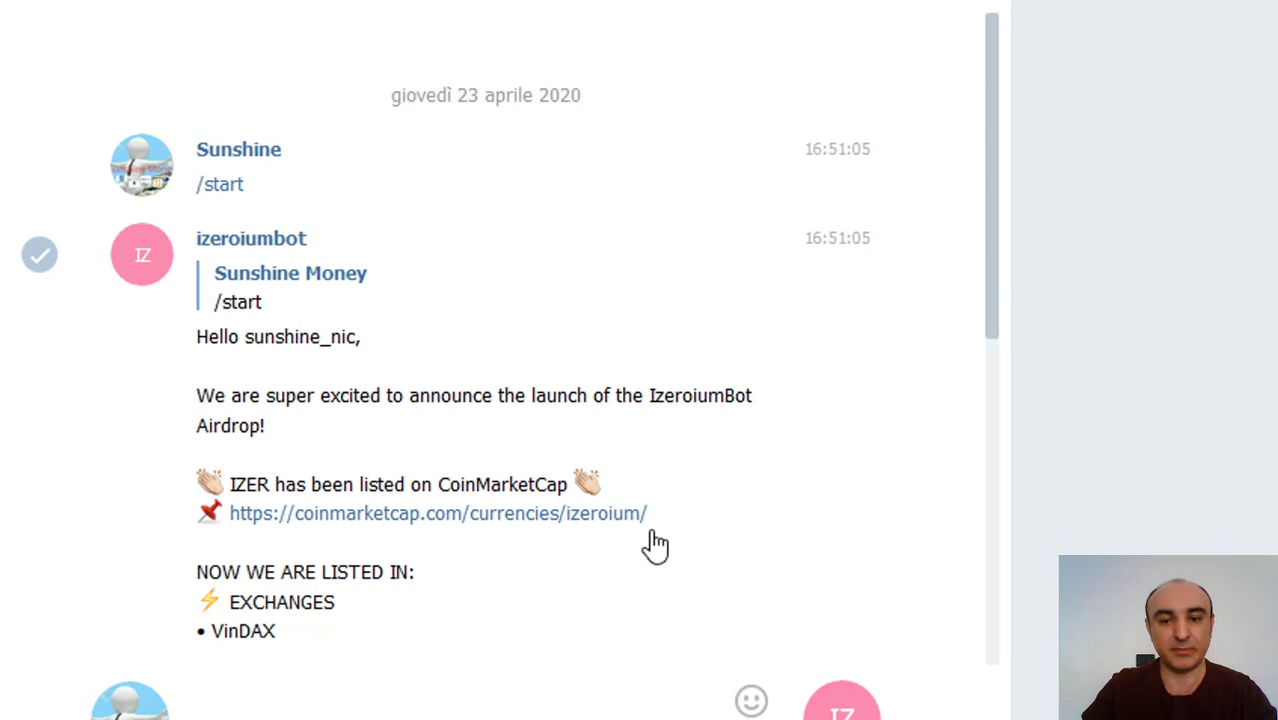 giovedì 23 aprile 2020
Sunshine 16:51:05
/start
izeroiumbot 16:51:05
IZ
Sunshine Money
/start
Hello sunshine_nic,
We are super excited to announce the launch of the IzeroiumBot
Airdrop!
👏 IZER has been listed on CoinMarketCap 👏
📌 https://coinmarketcap.com/currencies/izeroium/
NOW WE ARE LISTED IN:
⚡ EXCHANGES
• VinDAX
IZ